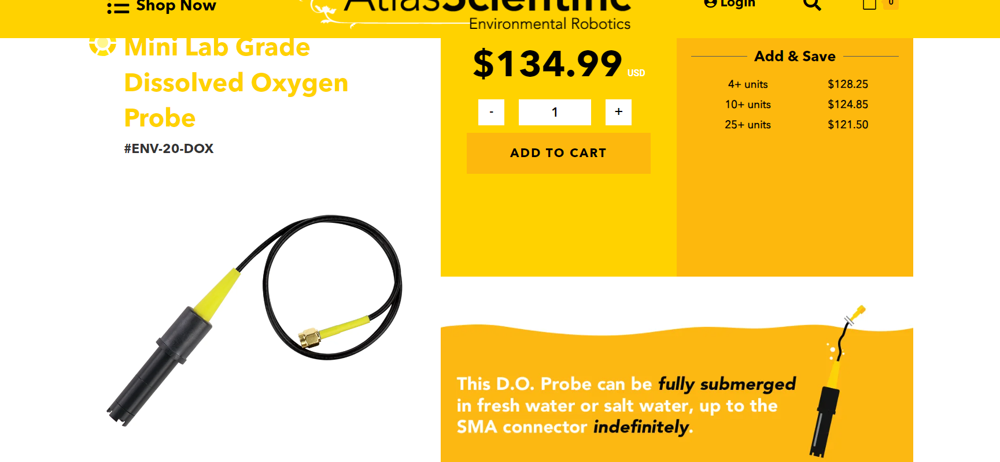 Shop Now
AtlasScientific
Environmental Robotics
Login
0
Mini Lab Grade
Dissolved Oxygen
Probe
#ENV-20-DOX
$134.99 USD
- 1 +
ADD TO CART
Add & Save
4+ units $128.25
10+ units $124.85
25+ units $121.50
This D.O. Probe can be fully submerged
in fresh water or salt water, up to the
SMA connector indefinitely.